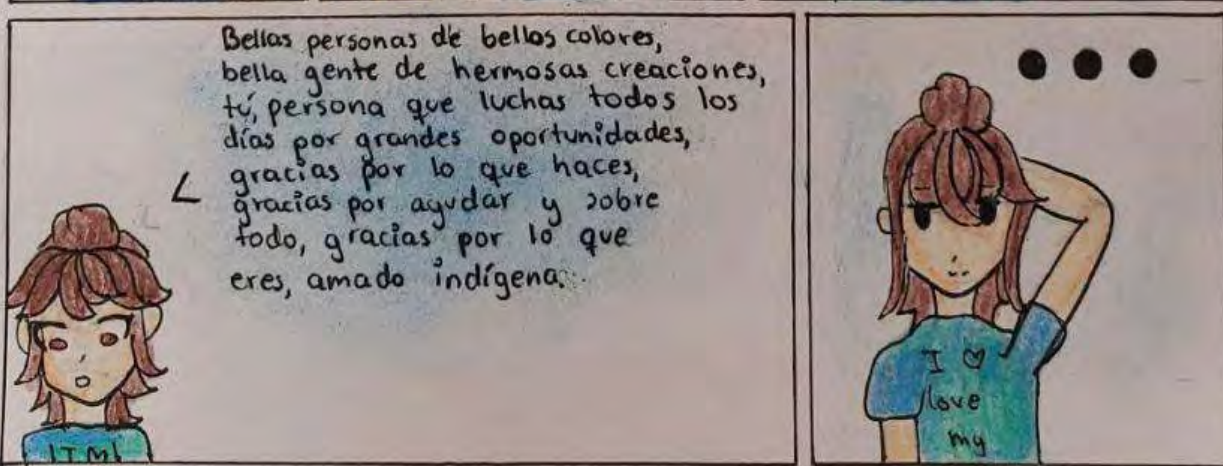 Bellas personas de bellos colores,
bella gente de hermosas creaciones,
tú, persona que luchas todos los
días por grandes oportunidades,
gracias por lo que haces,
gracias por ayudar y sobre
todo, gracias por lo que
eres, amado indígena.
I ♡
love
my